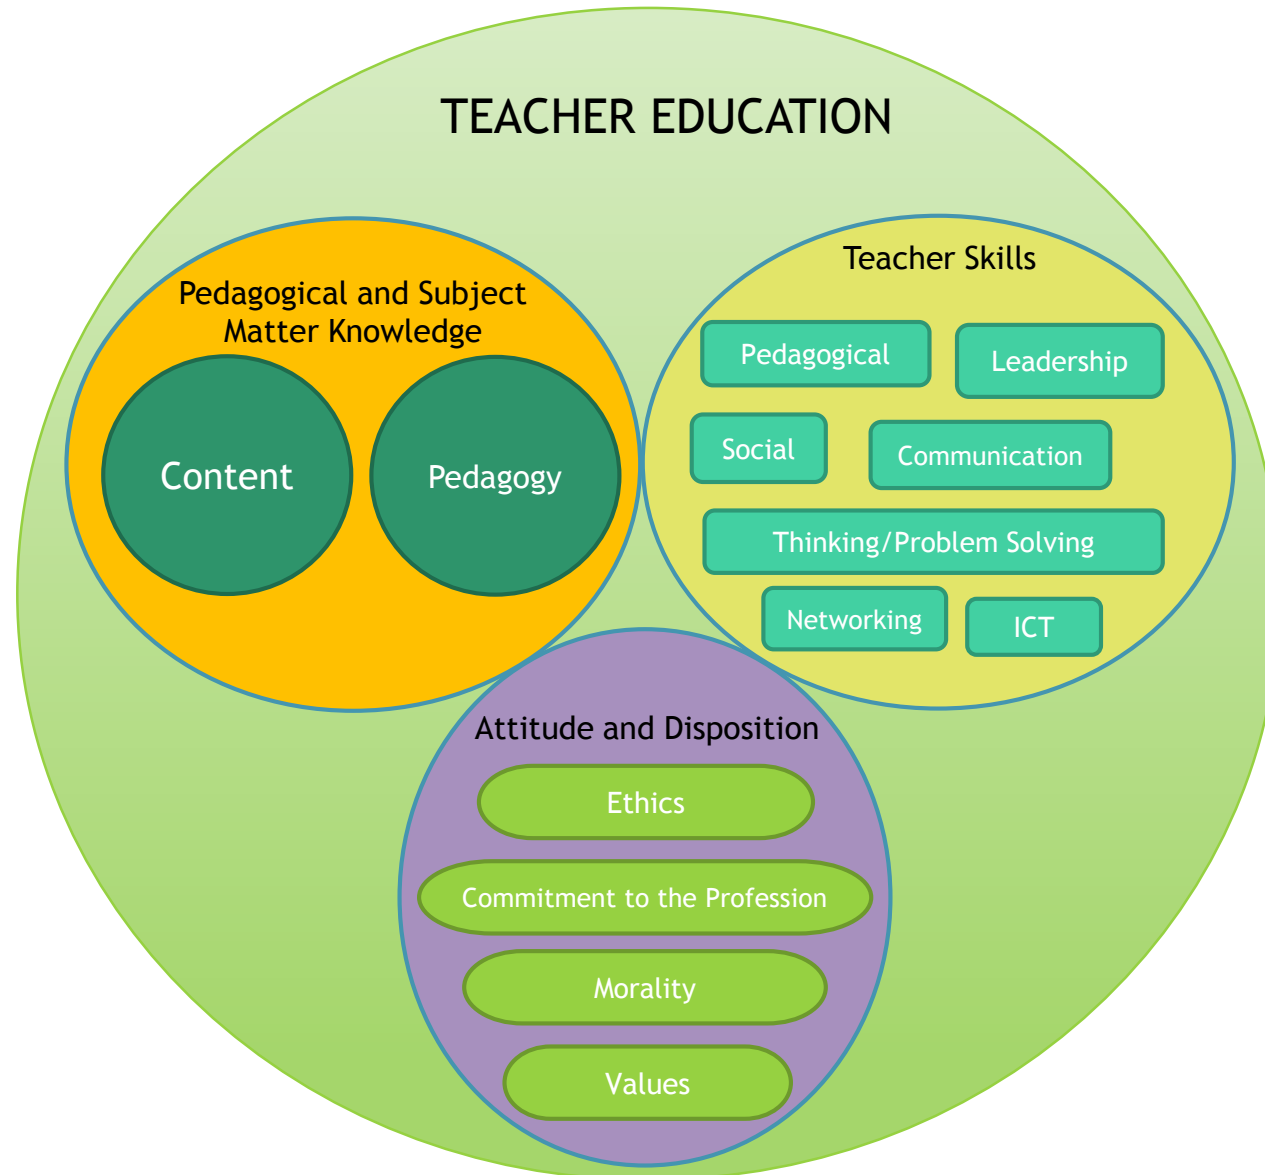 TEACHER EDUCATION
Pedagogical and Subject
Matter Knowledge
Content
Pedagogy
Teacher Skills
Pedagogical
Leadership
Social
Communication
Thinking/Problem Solving
Networking
ICT
Attitude and Disposition
Ethics
Commitment to the Profession
Morality
Values